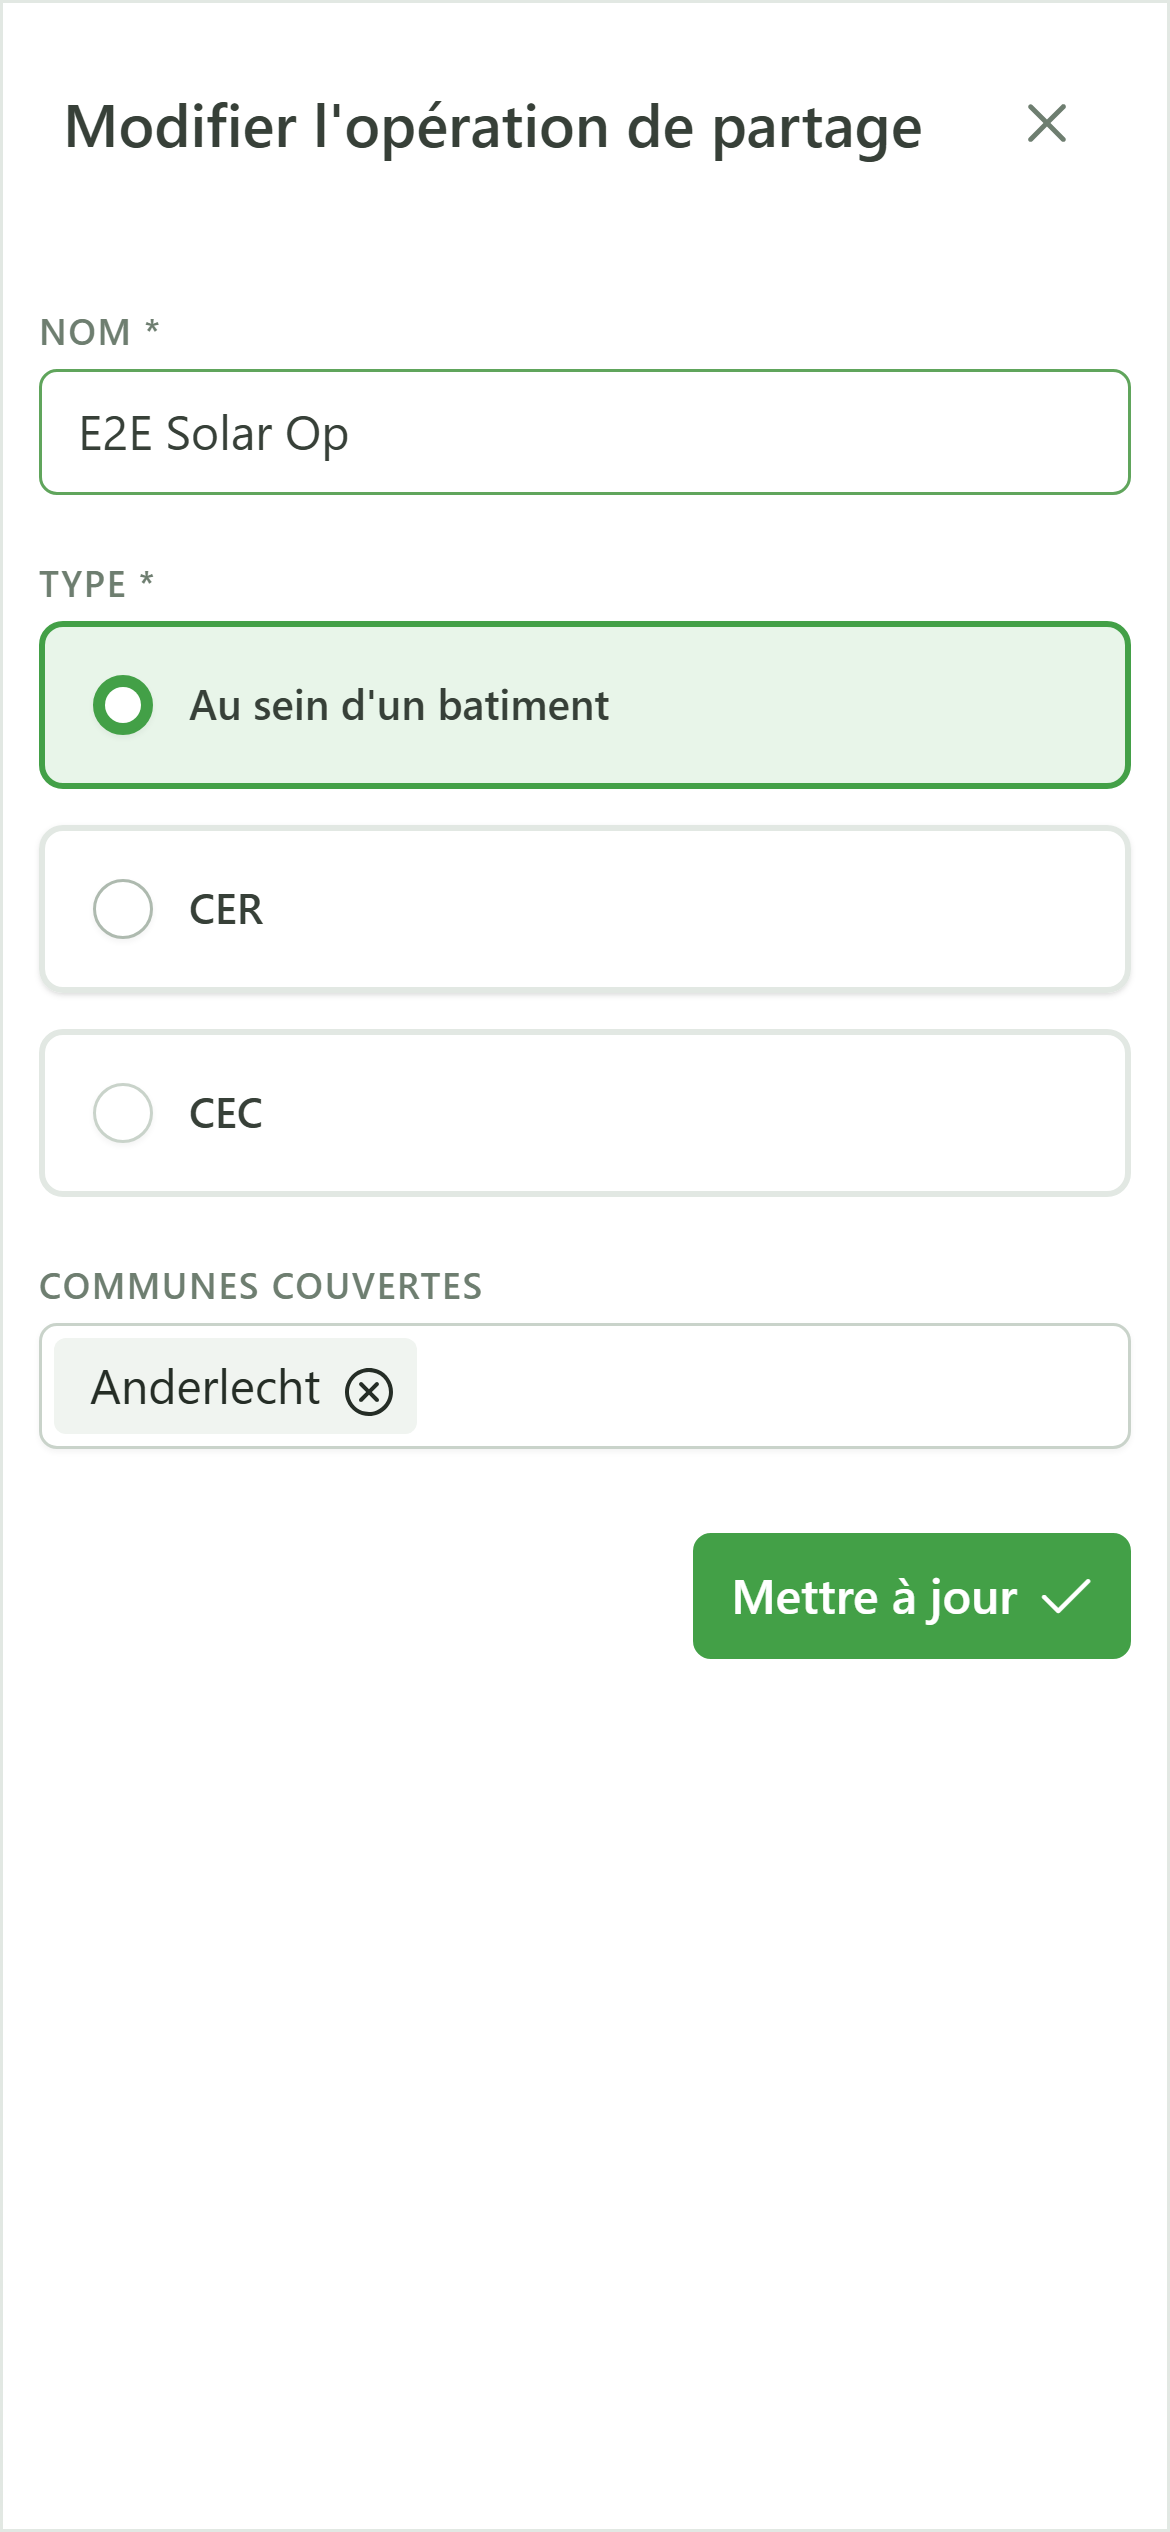 Modifier l'opération de partage
NOM *
E2E Solar Op
TYPE *
Au sein d'un batiment
CER
CEC
COMMUNES COUVERTES
Anderlecht
Mettre à jour